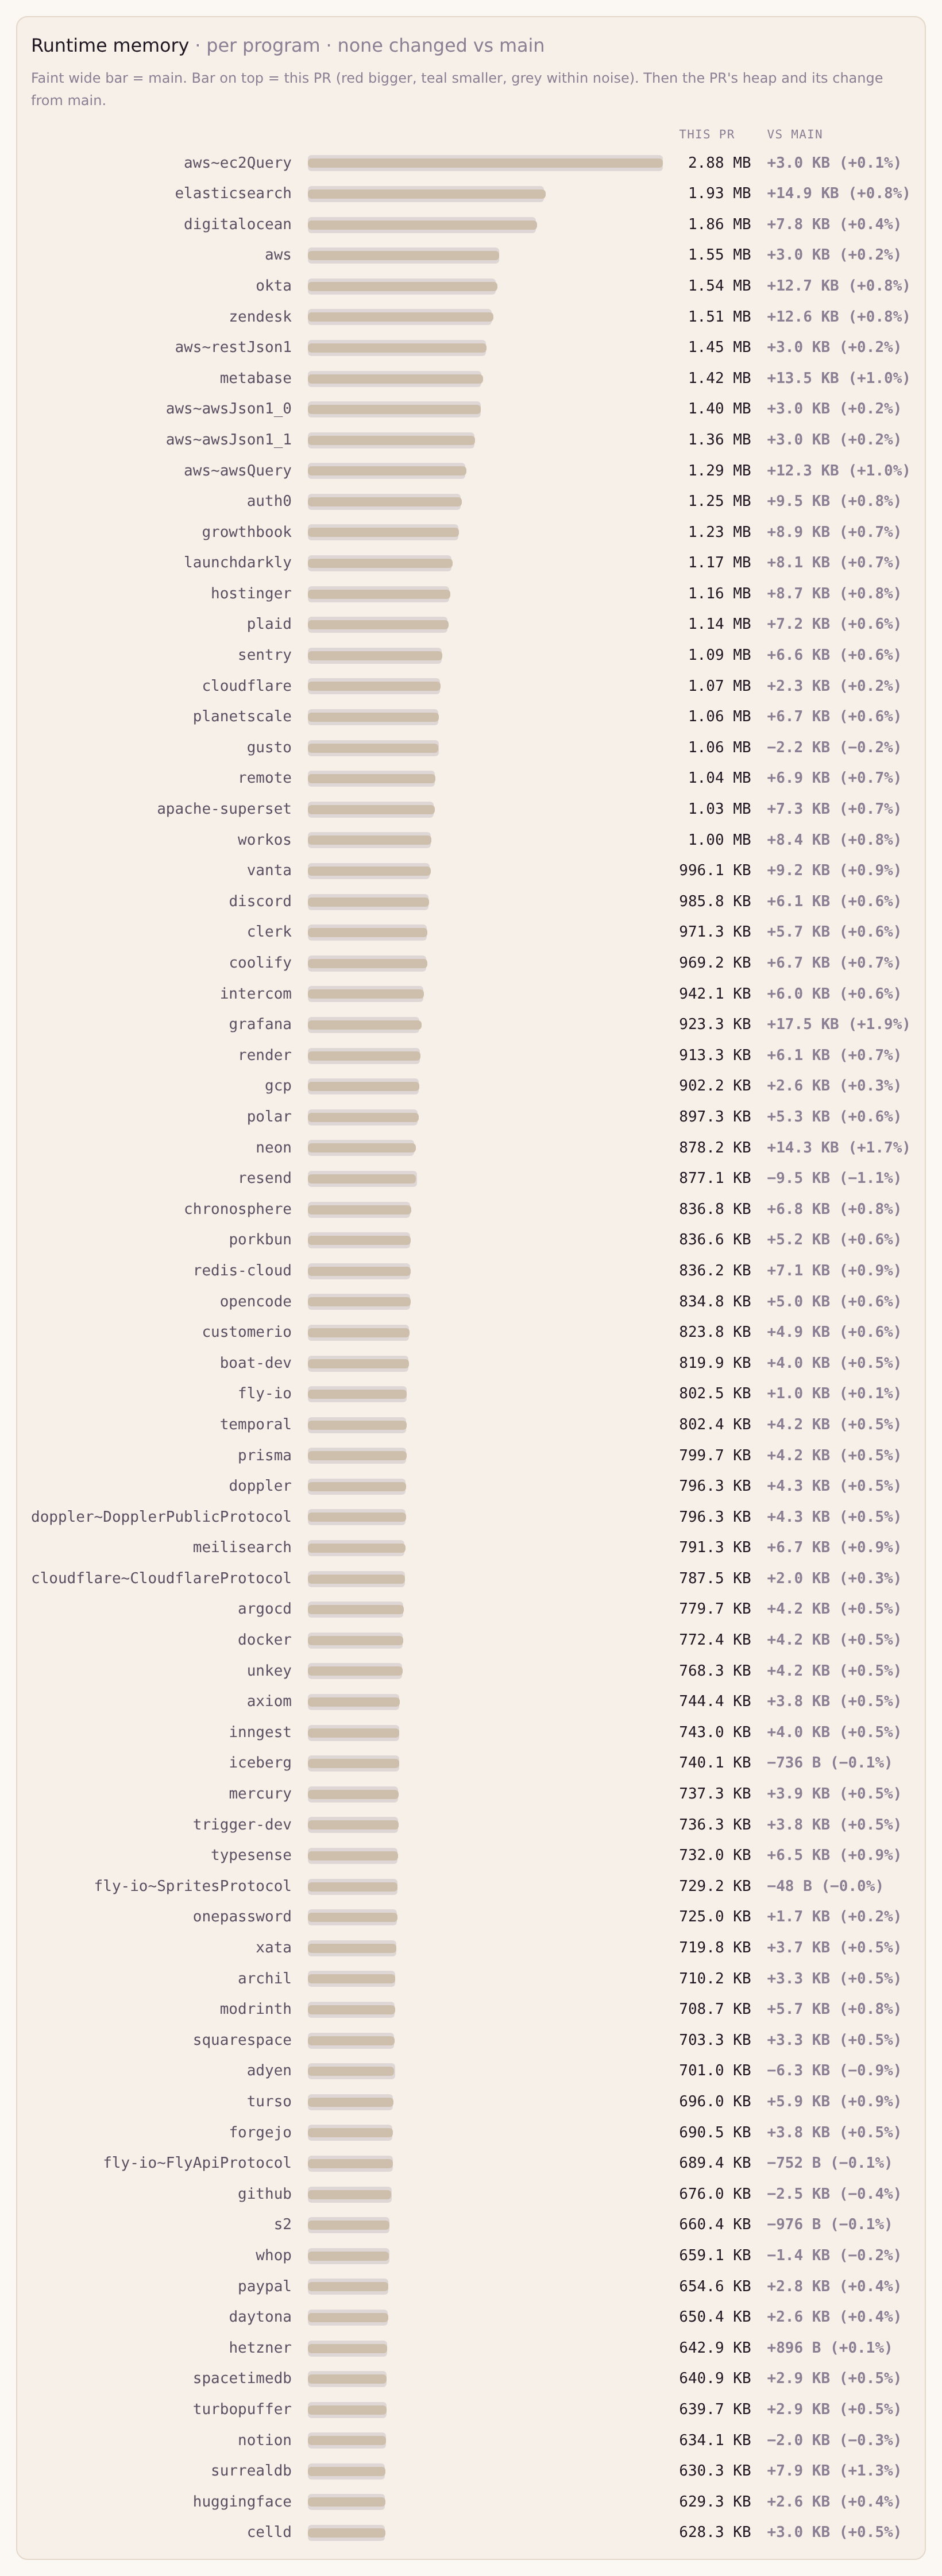 Runtime memory · per program · none changed vs main
Faint wide bar = main. Bar on top = this PR (red bigger, teal smaller, grey within noise). Then the PR's heap and its change
from main.
THIS PR VS MAIN
aws~ec2Query 2.88 MB +3.0 KB (+0.1%)
elasticsearch 1.93 MB +14.9 KB (+0.8%)
digitalocean 1.86 MB +7.8 KB (+0.4%)
aws 1.55 MB +3.0 KB (+0.2%)
okta 1.54 MB +12.7 KB (+0.8%)
zendesk 1.51 MB +12.6 KB (+0.8%)
aws~restJson1 1.45 MB +3.0 KB (+0.2%)
metabase 1.42 MB +13.5 KB (+1.0%)
aws~awsJson1_0 1.40 MB +3.0 KB (+0.2%)
aws~awsJson1_1 1.36 MB +3.0 KB (+0.2%)
aws~awsQuery 1.29 MB +12.3 KB (+1.0%)
auth0 1.25 MB +9.5 KB (+0.8%)
growthbook 1.23 MB +8.9 KB (+0.7%)
launchdarkly 1.17 MB +8.1 KB (+0.7%)
hostinger 1.16 MB +8.7 KB (+0.8%)
plaid 1.14 MB +7.2 KB (+0.6%)
sentry 1.09 MB +6.6 KB (+0.6%)
cloudflare 1.07 MB +2.3 KB (+0.2%)
planetscale 1.06 MB +6.7 KB (+0.6%)
gusto 1.06 MB −2.2 KB (−0.2%)
remote 1.04 MB +6.9 KB (+0.7%)
apache-superset 1.03 MB +7.3 KB (+0.7%)
workos 1.00 MB +8.4 KB (+0.8%)
vanta 996.1 KB +9.2 KB (+0.9%)
discord 985.8 KB +6.1 KB (+0.6%)
clerk 971.3 KB +5.7 KB (+0.6%)
coolify 969.2 KB +6.7 KB (+0.7%)
intercom 942.1 KB +6.0 KB (+0.6%)
grafana 923.3 KB +17.5 KB (+1.9%)
render 913.3 KB +6.1 KB (+0.7%)
gcp 902.2 KB +2.6 KB (+0.3%)
polar 897.3 KB +5.3 KB (+0.6%)
neon 878.2 KB +14.3 KB (+1.7%)
resend 877.1 KB −9.5 KB (−1.1%)
chronosphere 836.8 KB +6.8 KB (+0.8%)
porkbun 836.6 KB +5.2 KB (+0.6%)
redis-cloud 836.2 KB +7.1 KB (+0.9%)
opencode 834.8 KB +5.0 KB (+0.6%)
customerio 823.8 KB +4.9 KB (+0.6%)
boat-dev 819.9 KB +4.0 KB (+0.5%)
fly-io 802.5 KB +1.0 KB (+0.1%)
temporal 802.4 KB +4.2 KB (+0.5%)
prisma 799.7 KB +4.2 KB (+0.5%)
doppler 796.3 KB +4.3 KB (+0.5%)
doppler~DopplerPublicProtocol 796.3 KB +4.3 KB (+0.5%)
meilisearch 791.3 KB +6.7 KB (+0.9%)
cloudflare~CloudflareProtocol 787.5 KB +2.0 KB (+0.3%)
argocd 779.7 KB +4.2 KB (+0.5%)
docker 772.4 KB +4.2 KB (+0.5%)
unkey 768.3 KB +4.2 KB (+0.5%)
axiom 744.4 KB +3.8 KB (+0.5%)
inngest 743.0 KB +4.0 KB (+0.5%)
iceberg 740.1 KB −736 B (−0.1%)
mercury 737.3 KB +3.9 KB (+0.5%)
trigger-dev 736.3 KB +3.8 KB (+0.5%)
typesense 732.0 KB +6.5 KB (+0.9%)
fly-io~SpritesProtocol 729.2 KB −48 B (−0.0%)
onepassword 725.0 KB +1.7 KB (+0.2%)
xata 719.8 KB +3.7 KB (+0.5%)
archil 710.2 KB +3.3 KB (+0.5%)
modrinth 708.7 KB +5.7 KB (+0.8%)
squarespace 703.3 KB +3.3 KB (+0.5%)
adyen 701.0 KB −6.3 KB (−0.9%)
turso 696.0 KB +5.9 KB (+0.9%)
forgejo 690.5 KB +3.8 KB (+0.5%)
fly-io~FlyApiProtocol 689.4 KB −752 B (−0.1%)
github 676.0 KB −2.5 KB (−0.4%)
s2 660.4 KB −976 B (−0.1%)
whop 659.1 KB −1.4 KB (−0.2%)
paypal 654.6 KB +2.8 KB (+0.4%)
daytona 650.4 KB +2.6 KB (+0.4%)
hetzner 642.9 KB +896 B (+0.1%)
spacetimedb 640.9 KB +2.9 KB (+0.5%)
turbopuffer 639.7 KB +2.9 KB (+0.5%)
notion 634.1 KB −2.0 KB (−0.3%)
surrealdb 630.3 KB +7.9 KB (+1.3%)
huggingface 629.3 KB +2.6 KB (+0.4%)
celld 628.3 KB +3.0 KB (+0.5%)